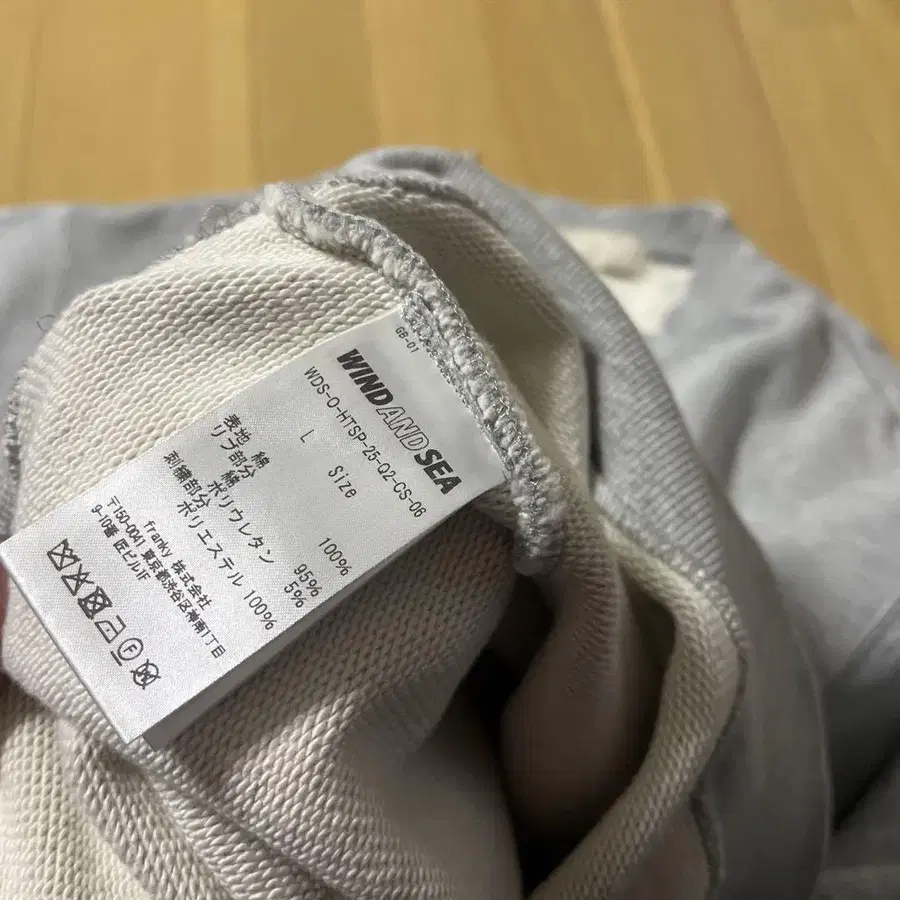 GB-01
WIND AND SEA
WDS-O-HTSP-25-Q2-CS-06
Size
L
表地 綿 100%
リブ部分 綿 95%
ポリウレタン 5%
刺繍部分 ポリエステル 100%
franky 株式会社
〒150-0041 東京都渋谷区神南1丁目
9-10番 匠ビル1F
F